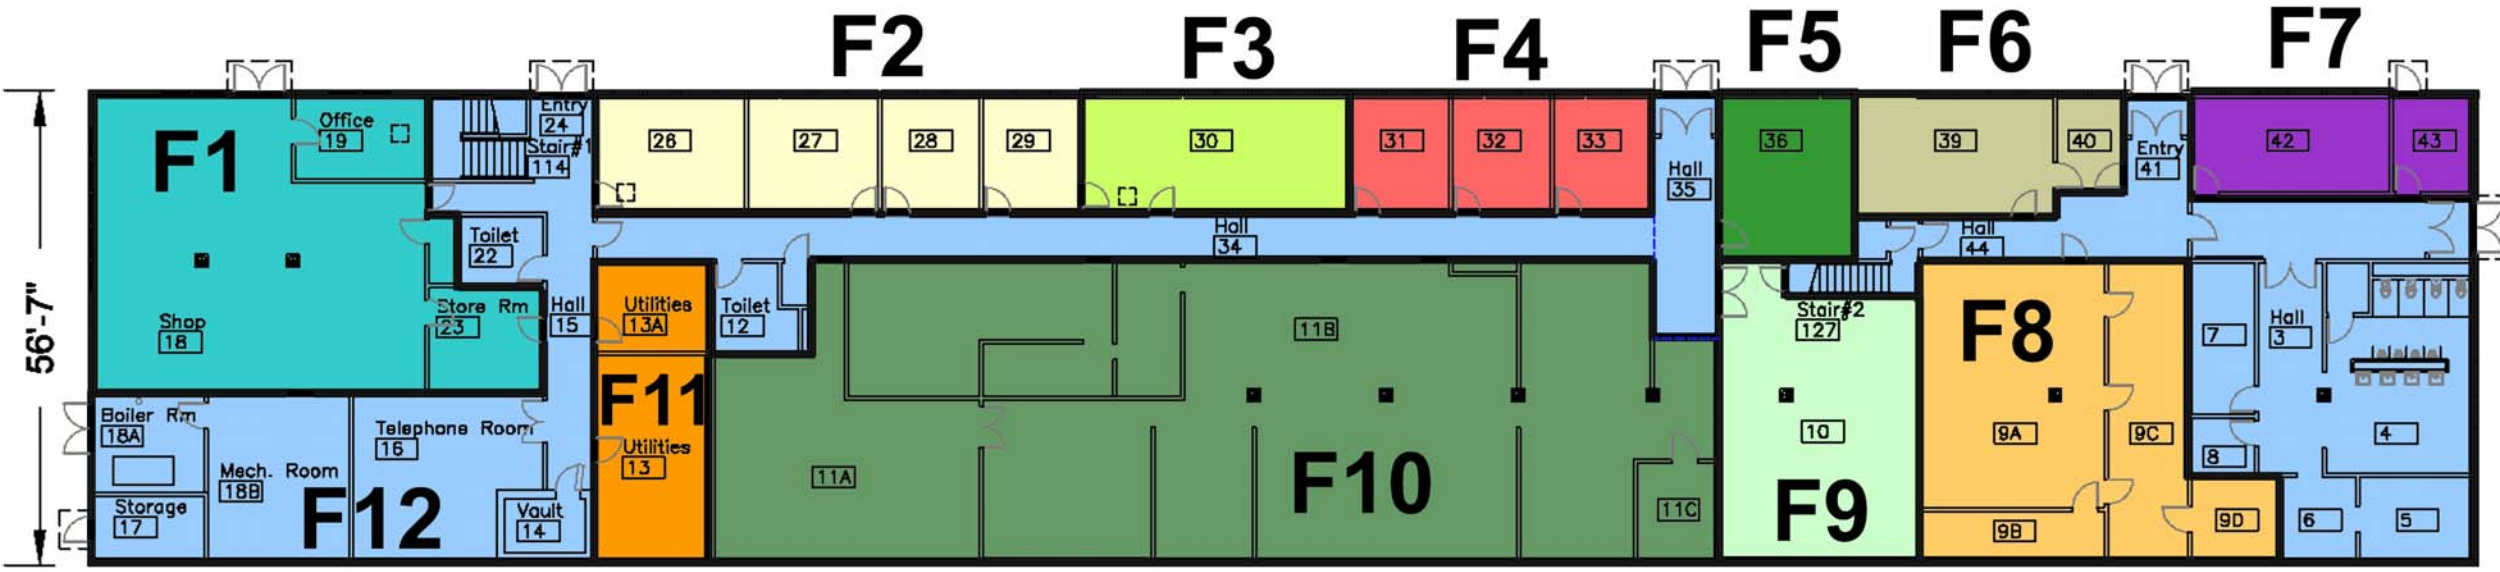 F2
F3
F4
F5
F6
F7
F1
Office
19
Entry
24
Stair#1
114
26
27
28
29
30
31
32
33
Hall
35
36
39
40
Entry
41
42
43
Toilet
22
Hall
34
Hall
44
56'-7"
Shop
18
Store Rm
23
Hall
15
Utilities
13A
Toilet
12
11B
Stair#2
127
F8
7
Hall
3
F11
Boiler Rm
18A
Telephone Room
16
Mech. Room
18B
Utilities
13
11A
F10
10
9A
9C
4
8
Storage
17
F12
Vault
14
11C
F9
9B
9D
6
5